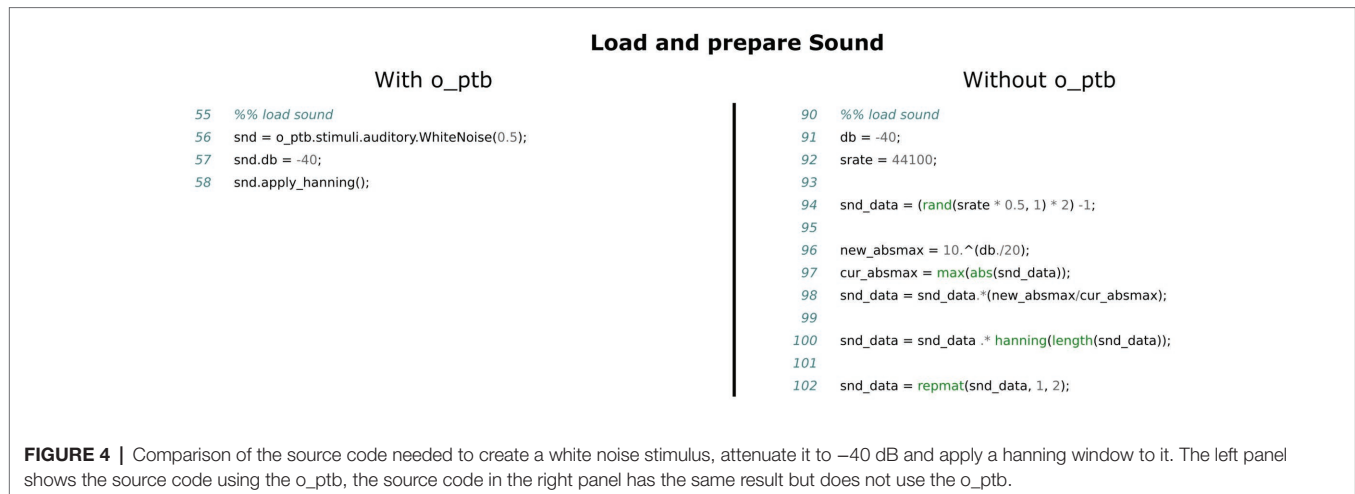 Load and prepare Sound
With o_ptb
55 %% load sound
56 snd = o_ptb.stimuli.auditory.WhiteNoise(0.5);
57 snd.db = -40;
58 snd.apply_hanning();
Without o_ptb
90 %% load sound
91 db = -40;
92 srate = 44100;
93
94 snd_data = (rand(srate * 0.5, 1) * 2) -1;
95
96 new_absmax = 10.^(db./20);
97 cur_absmax = max(abs(snd_data));
98 snd_data = snd_data.*(new_absmax/cur_absmax);
99
100 snd_data = snd_data .* hanning(length(snd_data));
101
102 snd_data = repmat(snd_data, 1, 2);
FIGURE 4 | Comparison of the source code needed to create a white noise stimulus, attenuate it to −40 dB and apply a hanning window to it. The left panel
shows the source code using the o_ptb, the source code in the right panel has the same result but does not use the o_ptb.